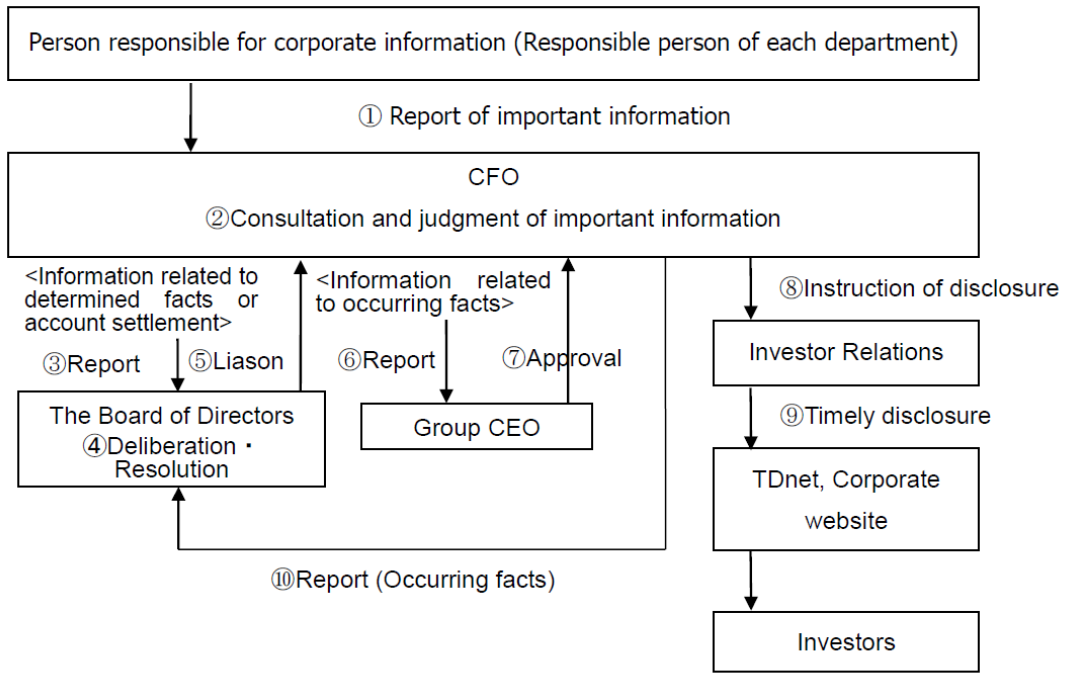 Person responsible for corporate information (Responsible person of each department)
① Report of important information
CFO
②Consultation and judgment of important information
<Information related to
determined facts or
account settlement>
③Report
⑤Liason
The Board of Directors
④Deliberation・
Resolution
<Information related
to occurring facts>
⑥Report
⑦Approval
Group CEO
⑧Instruction of disclosure
Investor Relations
⑨Timely disclosure
TDnet, Corporate
website
⑩Report (Occurring facts)
Investors